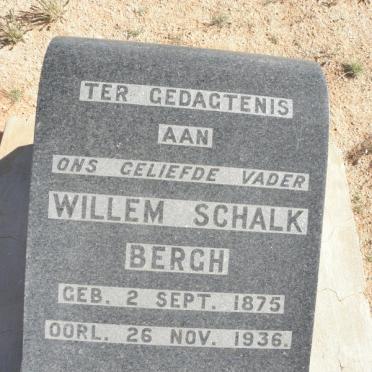 TER GEDAGTENIS
AAN
ONS GELIEFDE VADER
WILLEM SCHALK
BERGH
GEB. 2 SEPT. 1875
OORL. 26 NOV. 1936.